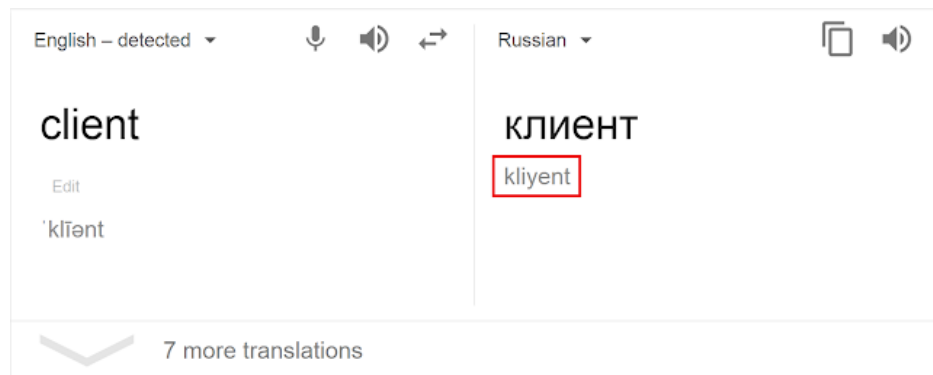 English – detected
Russian
client
клиент
Edit
kliyent
ˈklīənt
7 more translations